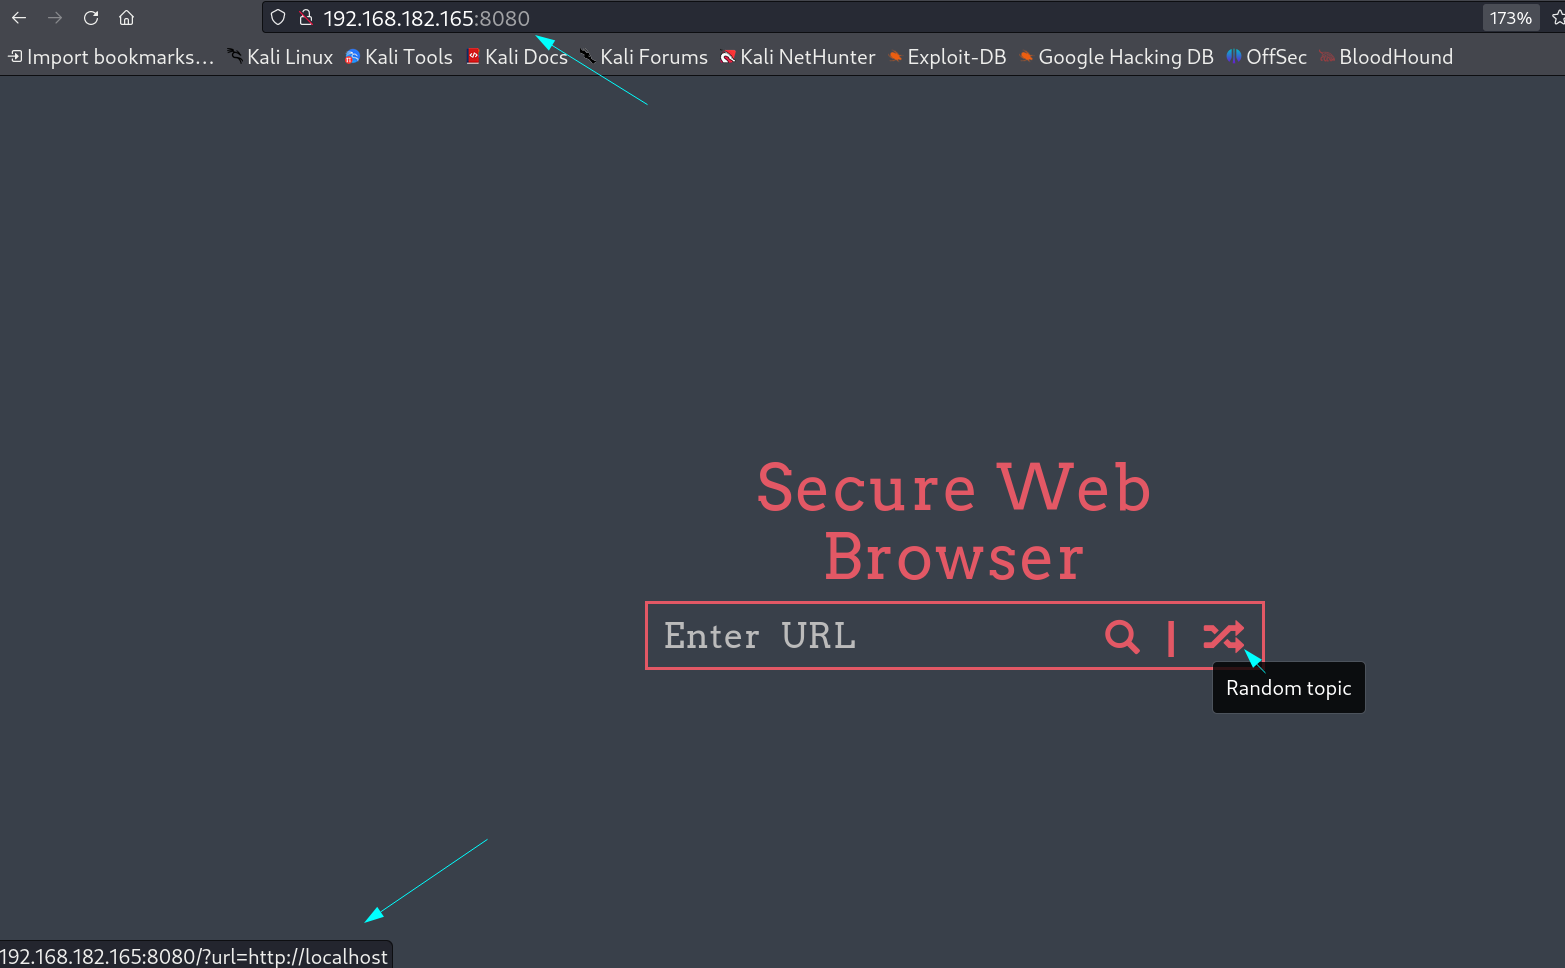 192.168.182.165:8080 173%
Import bookmarks... Kali Linux Kali Tools Kali Docs Kali Forums Kali NetHunter Exploit-DB Google Hacking DB OffSec BloodHound
Secure Web
Browser
Enter URL
Random topic
192.168.182.165:8080/?url=http://localhost